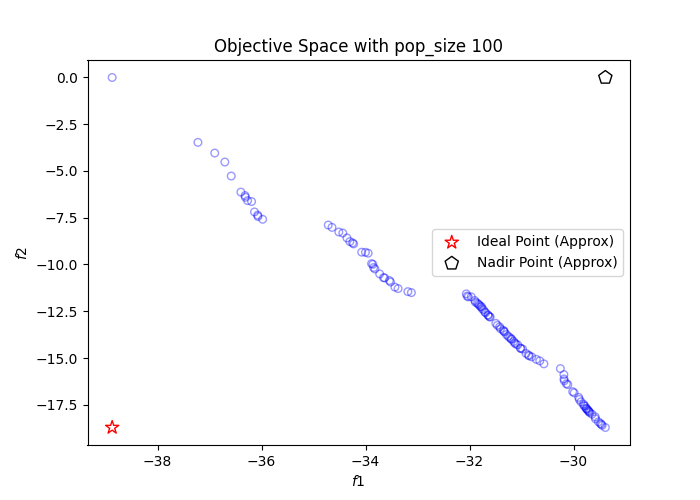 Objective Space with pop_size 100
0.0
−2.5
−5.0
−7.5
−10.0
−12.5
−15.0
−17.5
f2
Ideal Point (Approx)
Nadir Point (Approx)
−38
−36
−34
−32
−30
f1